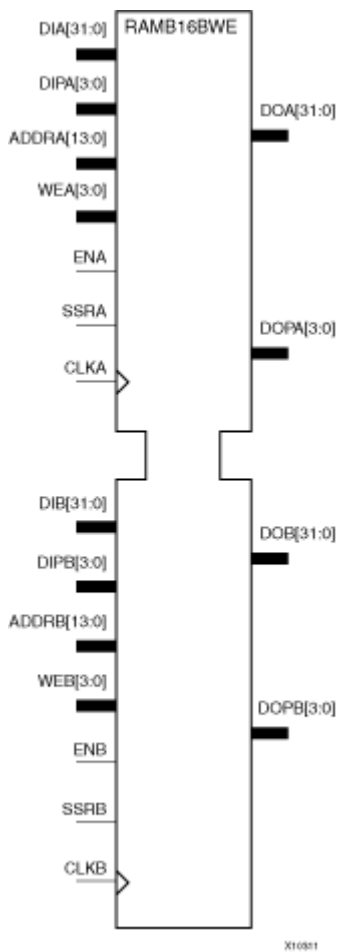 RAMB16BWE
DIA[31:0]
DIPA[3:0]
ADDRA[13:0]
WEA[3:0]
ENA
SSRA
CLKA
DOA[31:0]
DOPA[3:0]
DIB[31:0]
DIPB[3:0]
ADDRB[13:0]
WEB[3:0]
ENB
SSRB
CLKB
DOB[31:0]
DOPB[3:0]
X10811